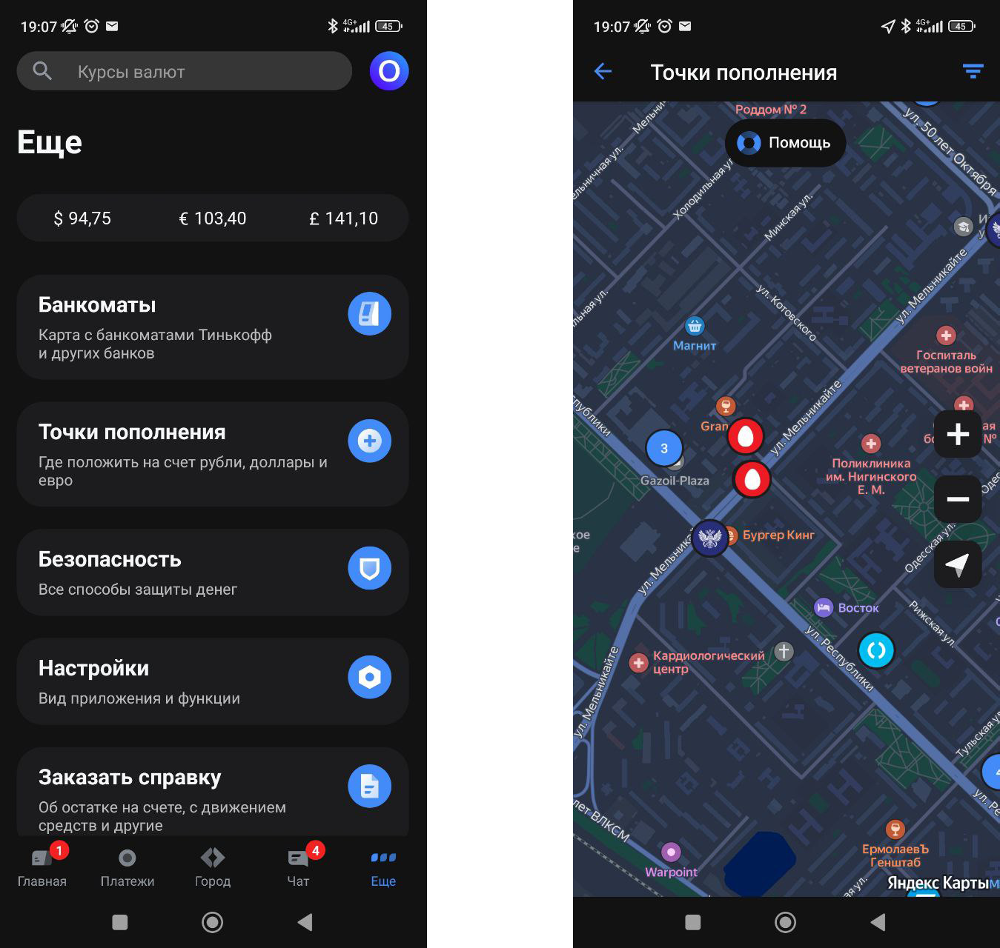 19:07
4G+
45
Курсы валют
O
Еще
$ 94,75
€ 103,40
£ 141,10
Банкоматы
Карта с банкоматами Тинькофф
и других банков
Точки пополнения
Где положить на счет рубли, доллары и
евро
Безопасность
Все способы защиты денег
Настройки
Вид приложения и функции
Заказать справку
Об остатке на счете, с движением
средств и другие
1
4
Главная
Платежи
Город
Чат
Еще
19:07
4G+
45
Точки пополнения
Роддом № 2
Помощь
ул. 50 лет Октября
Холодильная ул.
Минская ул.
ул. Мельникайте
ул. Котовского
Магнит
Госпиталь
ветеранов войн
ул. Мельникайте
Gran
3
Gazoil-Plaza
Поликлиника
им. Нигинского
Е. М.
Бургер Кинг
Одесская ул.
Восток
Рижская ул.
ул. Республики
Кардиологический
центр
ул. Мельникайте
Тульская ул.
лет ВЛКСМ
ЕрмолаевЪ
Генштаб
Warpoint
Яндекс Карты